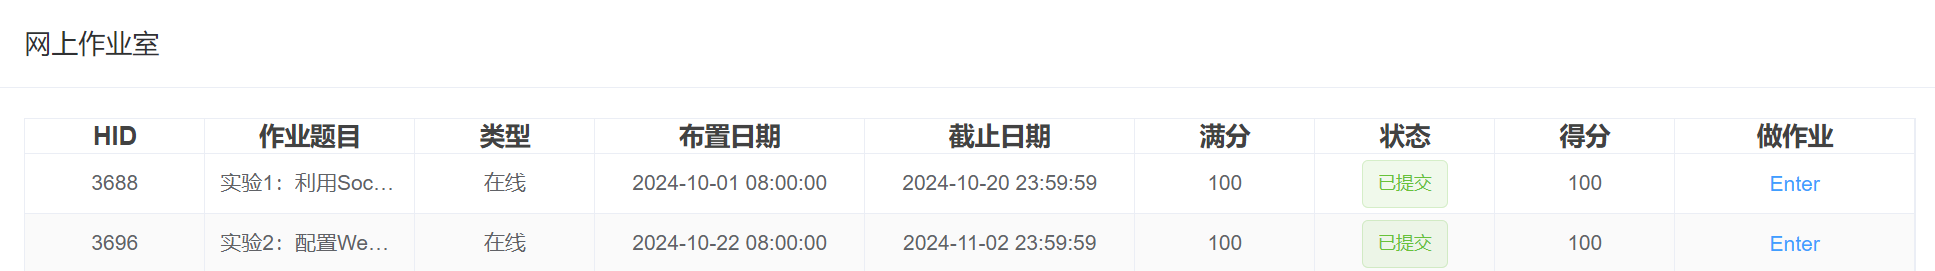 网上作业室
HID 作业题目 类型 布置日期 截止日期 满分 状态 得分 做作业
3688 实验1：利用Soc... 在线 2024-10-01 08:00:00 2024-10-20 23:59:59 100 已提交 100 Enter
3696 实验2：配置We... 在线 2024-10-22 08:00:00 2024-11-02 23:59:59 100 已提交 100 Enter